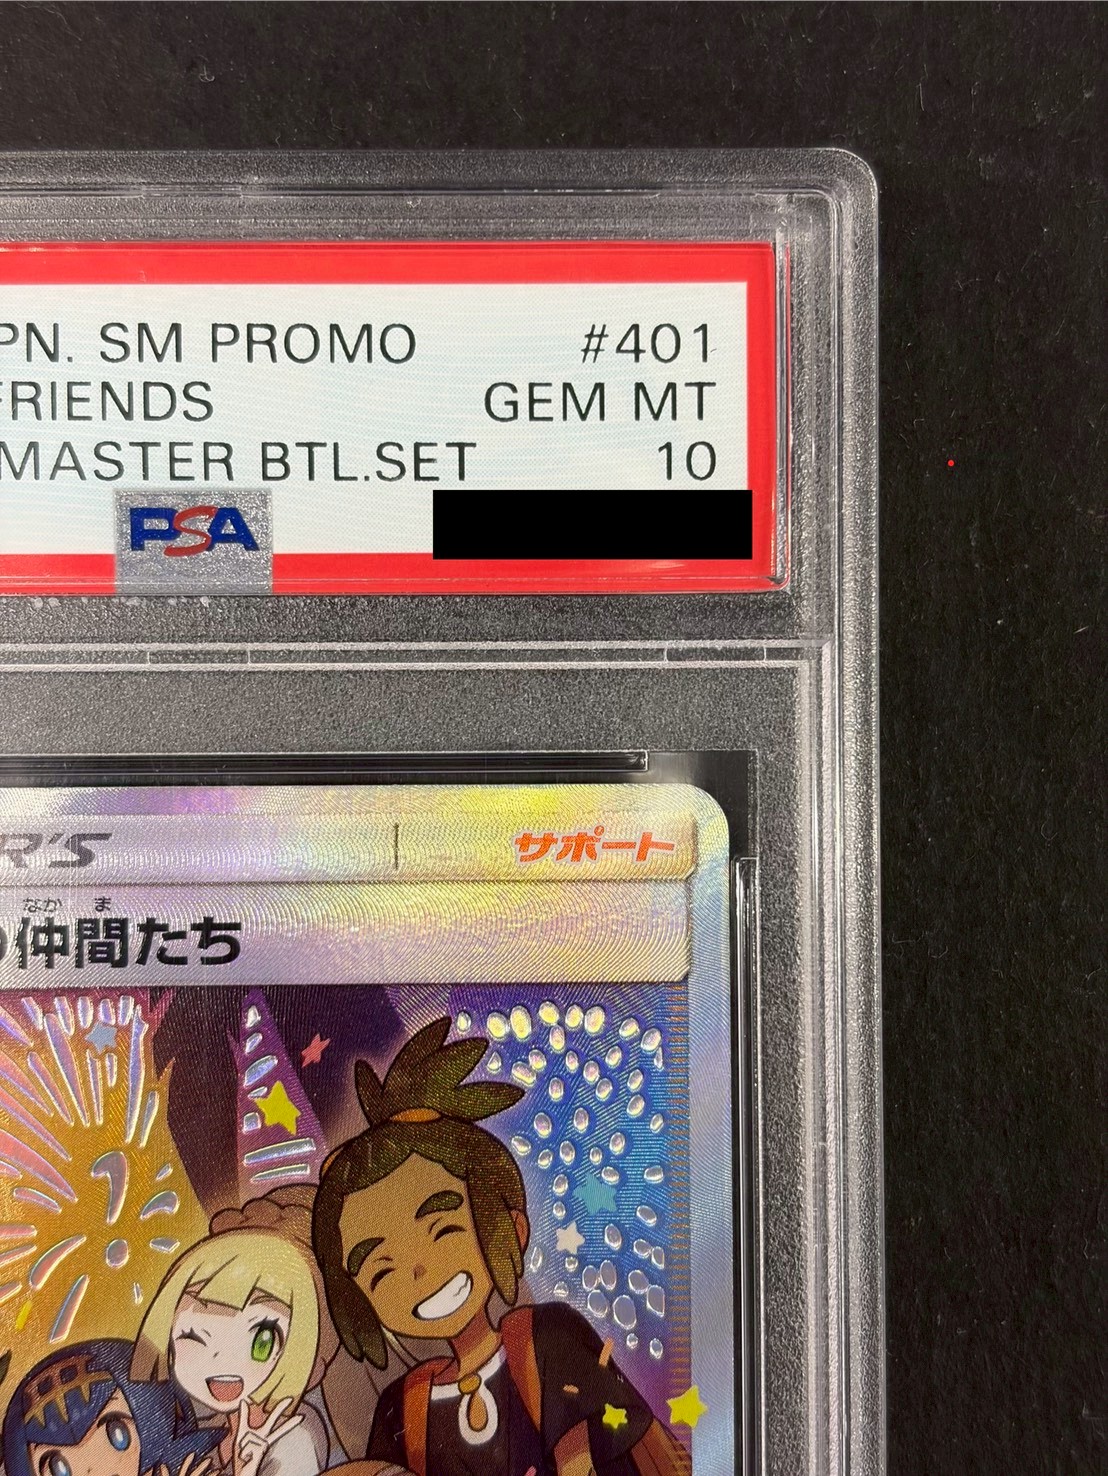 PN. SM PROMO #401
FRIENDS GEM MT
MASTER BTL.SET 10
PSA
R'S サポート
なかま
の仲間たち